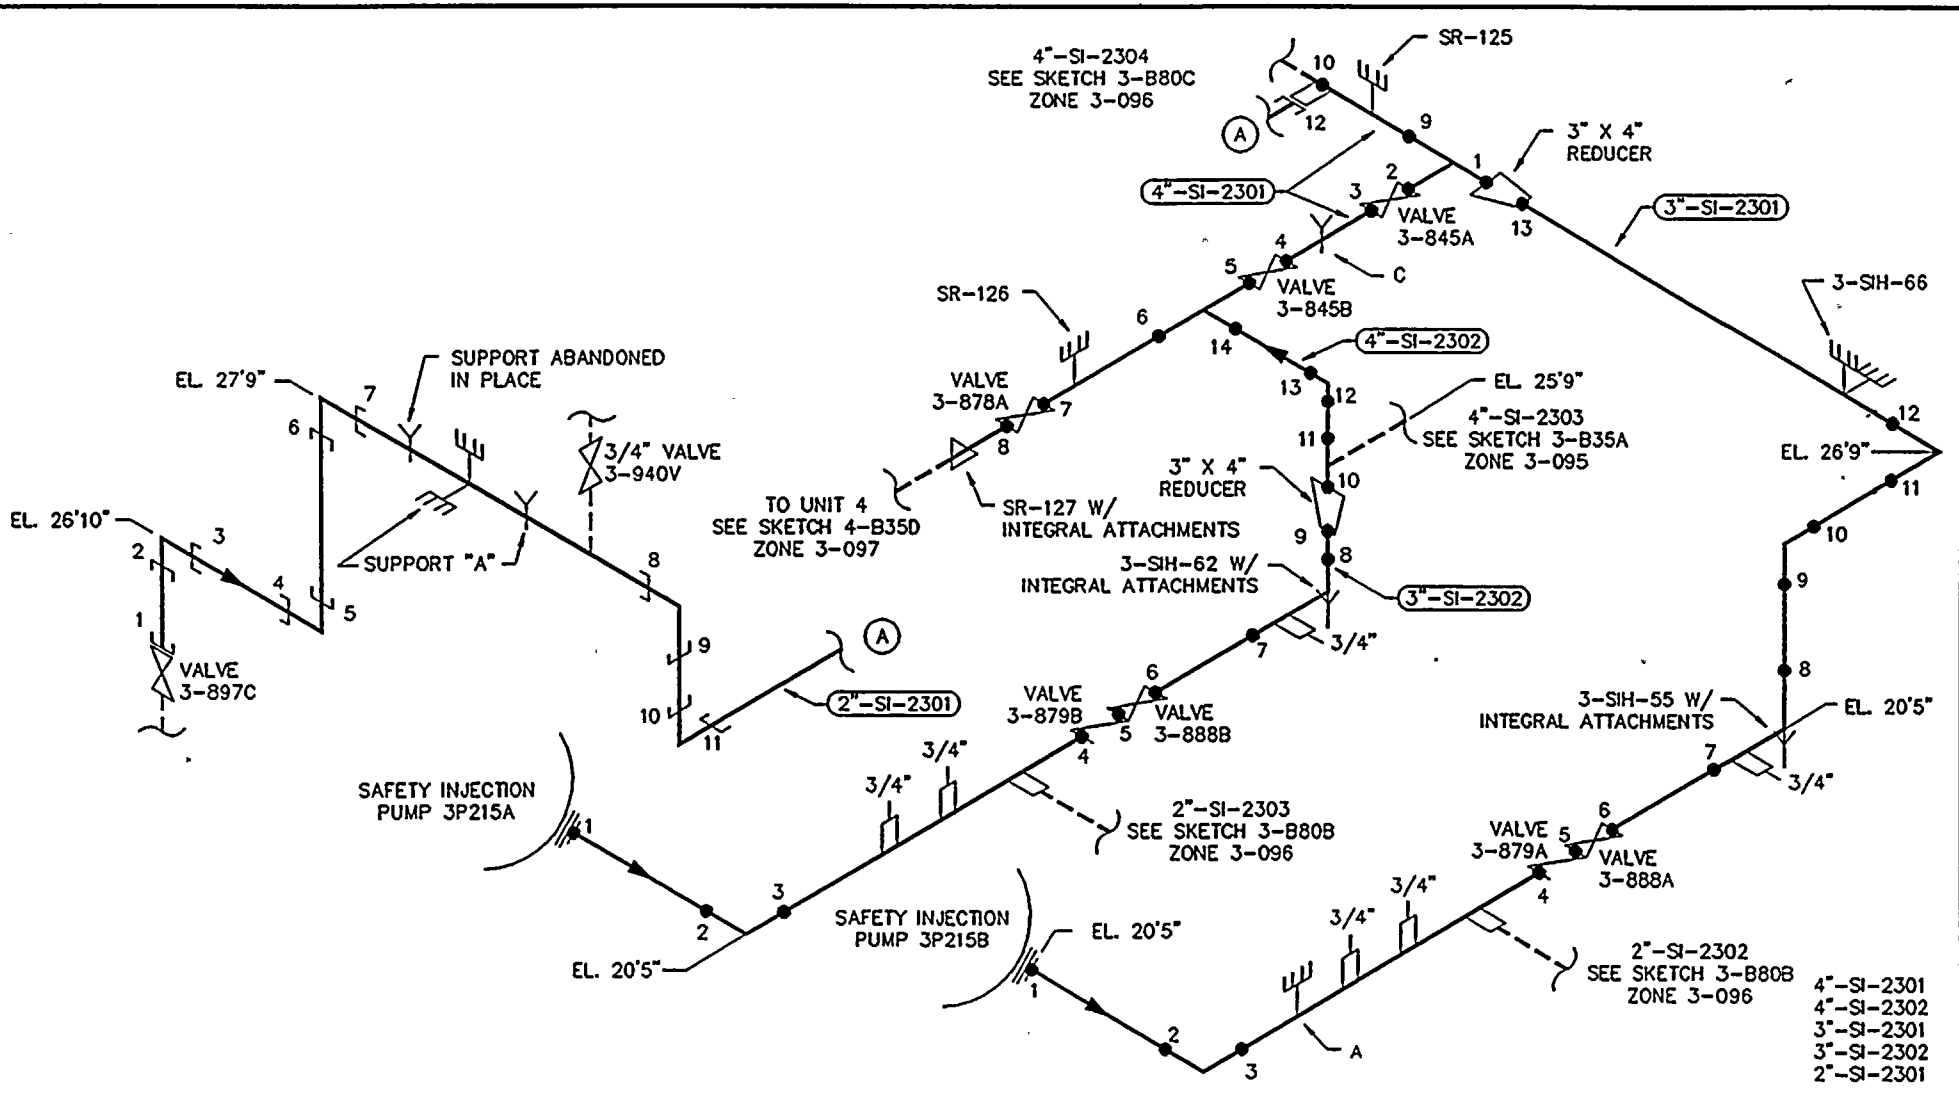 4"-SI-2304
SEE SKETCH 3-B80C
ZONE 3-096
10
SR-125
12
A
9
3" X 4"
REDUCER
1
2
3
4"-SI-2301
VALVE
3-845A
13
3"-SI-2301
4
C
5
VALVE
3-845B
SR-126
6
14
4"-SI-2302
3-SIH-66
13
12
EL. 25'9"
4"-SI-2303
SEE SKETCH 3-B35A
ZONE 3-095
11
12
EL. 26'9"
11
10
9
8
VALVE
3-878A
7
8
3" X 4"
REDUCER
10
9
8
TO UNIT 4
SEE SKETCH 4-B35D
ZONE 3-097
SR-127 W/
INTEGRAL ATTACHMENTS
3-SIH-62 W/
INTEGRAL ATTACHMENTS
3"-SI-2302
3/4"
7
SUPPORT ABANDONED
IN PLACE
EL. 27'9"
7
6
3/4" VALVE
3-940V
EL. 26'10"
2
3
4
5
1
SUPPORT "A"
8
9
10
11
A
2"-SI-2301
VALVE
3-897C
6
VALVE
3-879B
5
VALVE
3-888B
4
3/4"
3/4"
2"-SI-2303
SEE SKETCH 3-B80B
ZONE 3-096
SAFETY INJECTION
PUMP 3P215A
1
2
3
EL. 20'5"
3-SIH-55 W/
INTEGRAL ATTACHMENTS
EL. 20'5"
7
3/4"
6
VALVE
3-879A
5
VALVE
3-888A
4
3/4"
3/4"
SAFETY INJECTION
PUMP 3P215B
EL. 20'5"
1
2
3
A
2"-SI-2302
SEE SKETCH 3-B80B
ZONE 3-096
4"-SI-2301
4"-SI-2302
3"-SI-2301
3"-SI-2302
2"-SI-2301